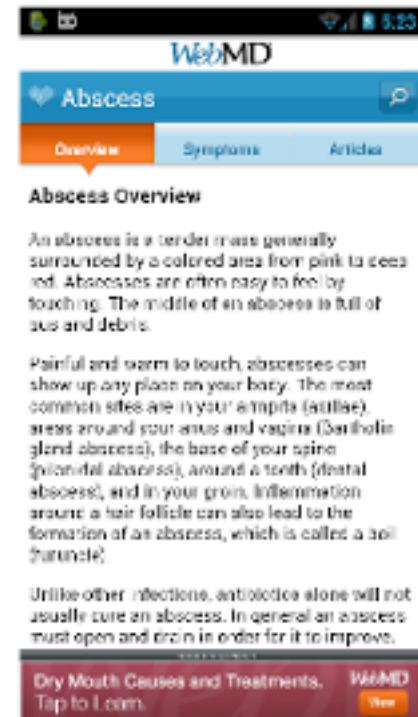 5:23
WebMD
Abscess
Overview Symptoms Articles
Abscess Overview
An abscess is a tender mass generally
surrounded by a colored area from pink to deep
red. Abscesses are often easy to feel by
touching. The middle of an abscess is full of
pus and debris.
Painful and warm to touch, abscesses can
show up any place on your body. The most
common sites are in your armpits (axillae),
areas around your anus and vagina (Bartholin
gland abscess), the base of your spine
(pilonidal abscess), around a tooth (dental
abscess), and in your groin. Inflammation
around a hair follicle can also lead to the
formation of an abscess, which is called a boil
(furuncle).
Unlike other infections, antibiotics alone will not
usually cure an abscess. In general an abscess
must open and drain in order for it to improve.
Dry Mouth Causes and Treatments. WebMD
Tap to Learn. View